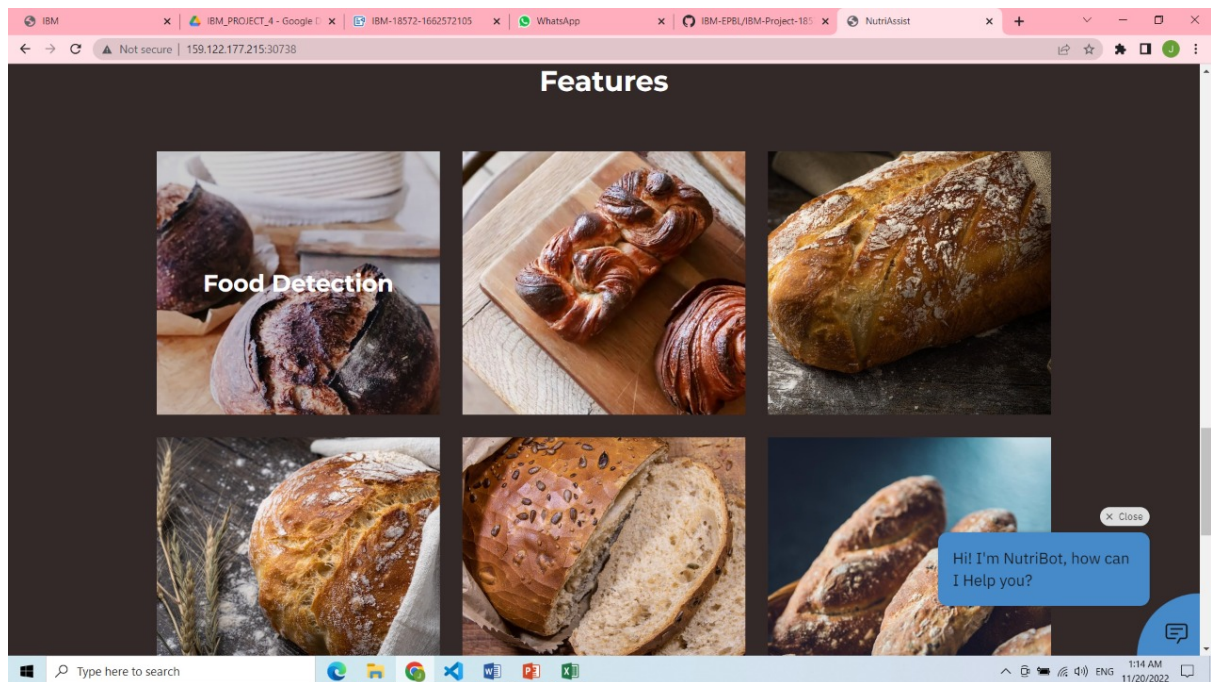 IBM
IBM_PROJECT_4 - Google D
IBM-18572-1662572105
WhatsApp
IBM-EPBL/IBM-Project-185
NutriAssist
Not secure
159.122.177.215:30738
J
Features
Food Detection
× Close
Hi! I'm NutriBot, how can
I Help you?
Type here to search
ENG
1:14 AM
11/20/2022